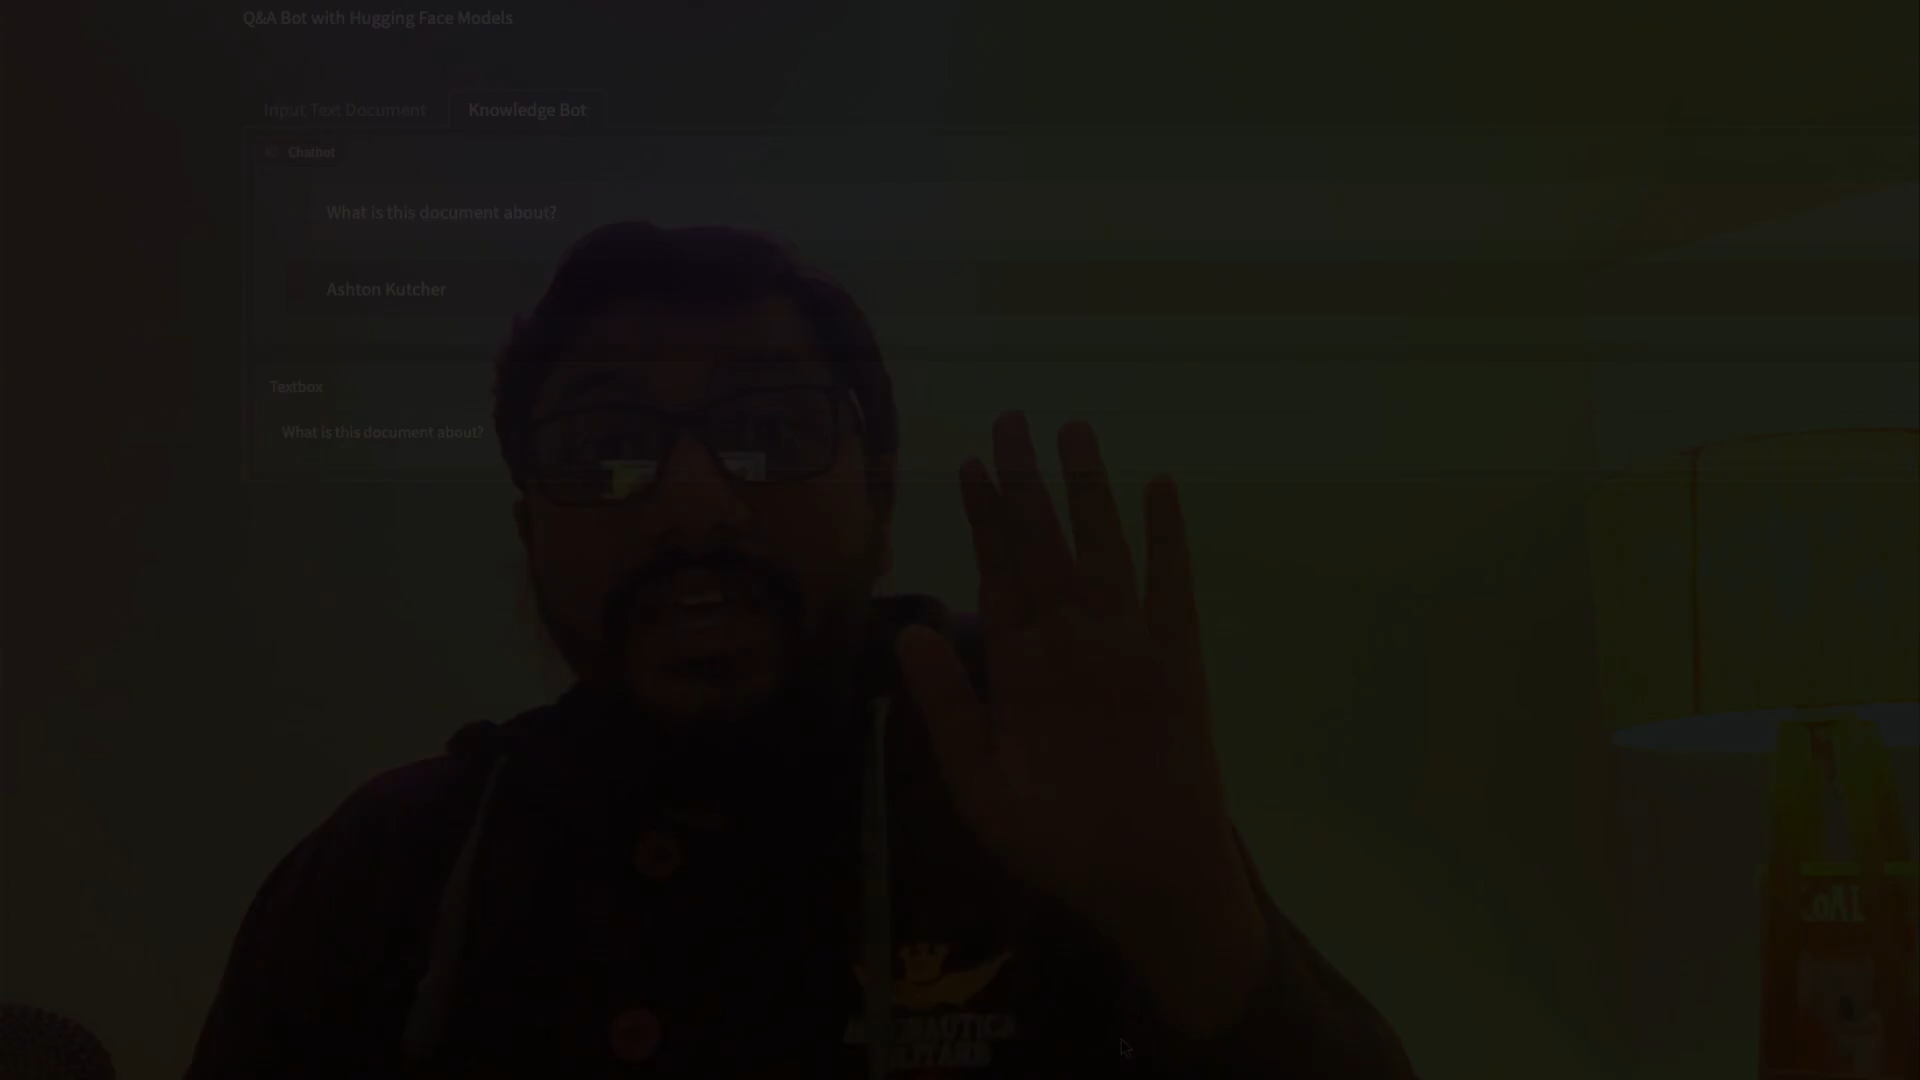 Q&A Bot with Hugging Face Models
Input Text Document
Knowledge Bot
Chatbot
What is this document about?
Ashton Kutcher
Textbox
What is this document about?